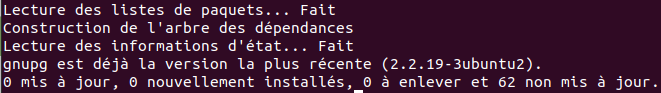 Lecture des listes de paquets... Fait
Construction de l'arbre des dépendances
Lecture des informations d'état... Fait
gnupg est déjà la version la plus récente (2.2.19-3ubuntu2).
0 mis à jour, 0 nouvellement installés, 0 à enlever et 62 non mis à jour.